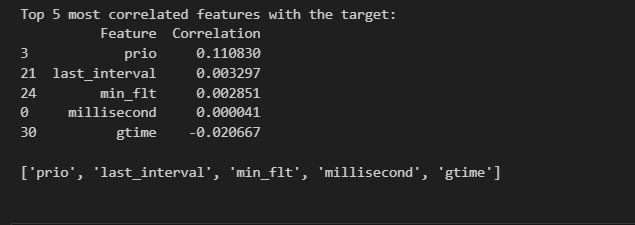 Top 5 most correlated features with the target:
Feature Correlation
3 prio 0.110830
21 last_interval 0.003297
24 min_flt 0.002851
0 millisecond 0.000041
30 gtime -0.020667
['prio', 'last_interval', 'min_flt', 'millisecond', 'gtime']